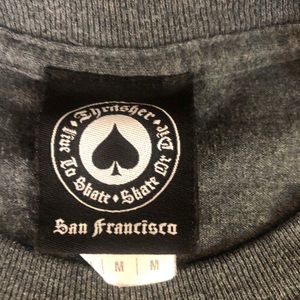 Thrasher
Live To Skate • Skate Or Die
San Francisco
M M